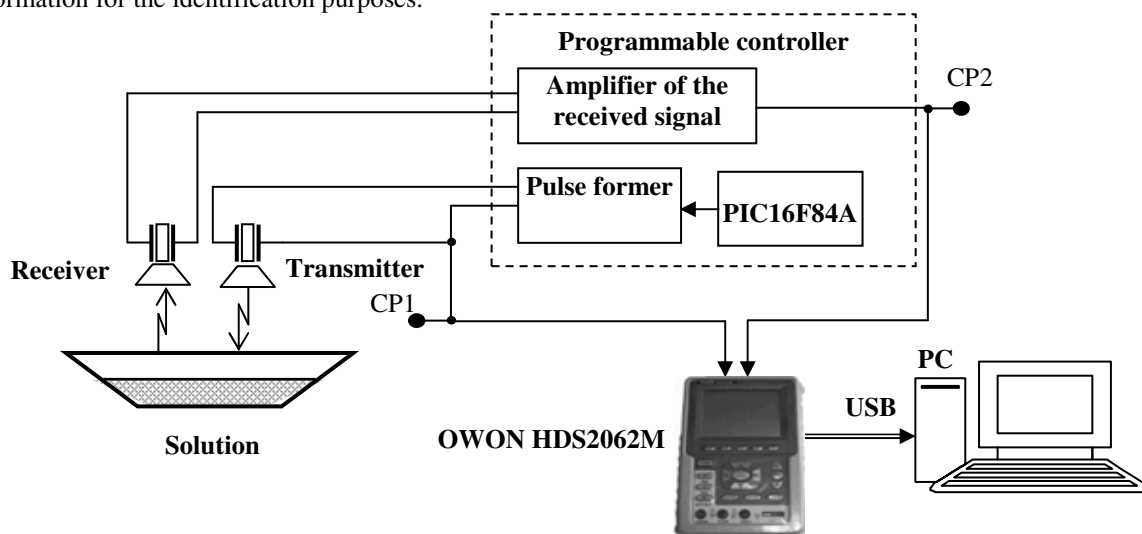 ormation for the identification purposes.
Programmable controller
Amplifier of the
received signal
CP2
Pulse former
PIC16F84A
Receiver
Transmitter
CP1
PC
USB
OWON HDS2062M
Solution